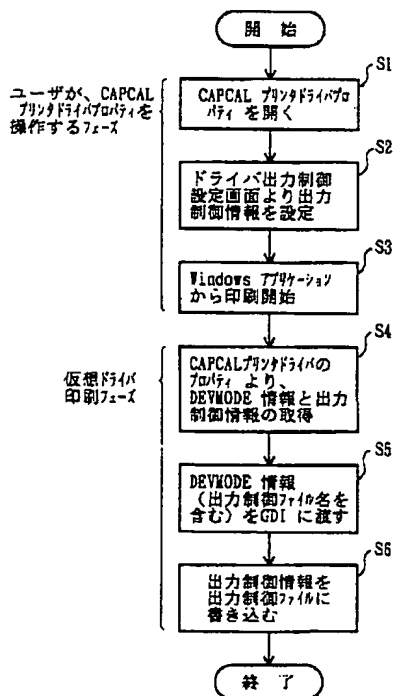 開 始
S1
ユーザが、CAPCAL
プリンタドライバプロパティを
操作するフェーズ
CAPCAL プリンタドライバプロ
パティ を開く
S2
ドライバ出力制御
設定画面より出力
制御情報を設定
S3
Windows アプリケーション
から印刷開始
S4
仮想ドライバ
印刷フェーズ
CAPCALプリンタドライバの
プロパティ より、
DEVMODE 情報と出力
制御情報の取得
S5
DEVMODE 情報
（出力制御ファイル名を
含む）をGDI に渡す
S6
出力制御情報を
出力制御ファイルに
書き込む
終 了